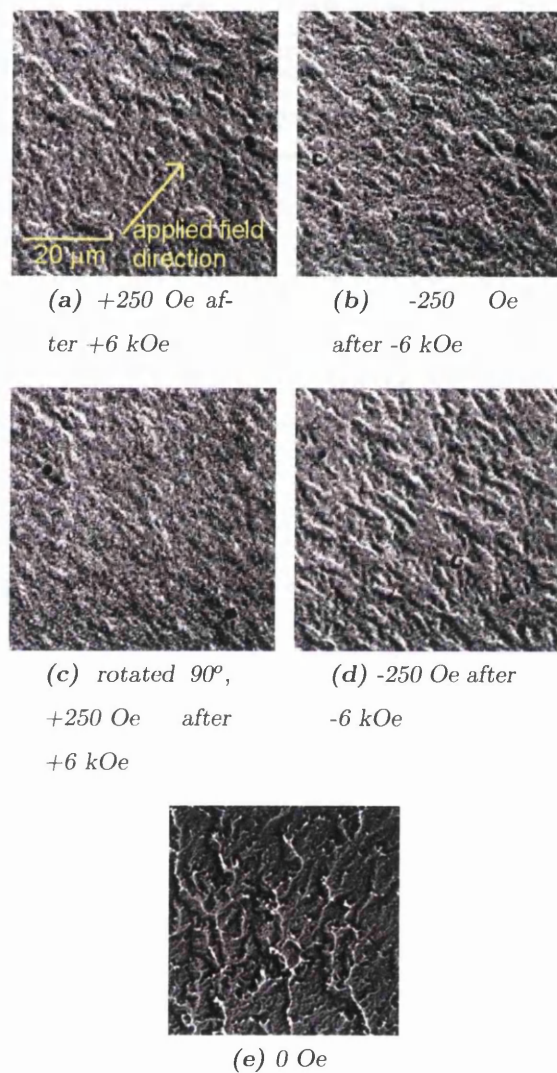 applied field
20 μm direction
(a) +250 Oe af-
ter +6 kOe
(b) -250 Oe
after -6 kOe
(c) rotated 90º,
+250 Oe after
+6 kOe
(d) -250 Oe after
-6 kOe
(e) 0 Oe